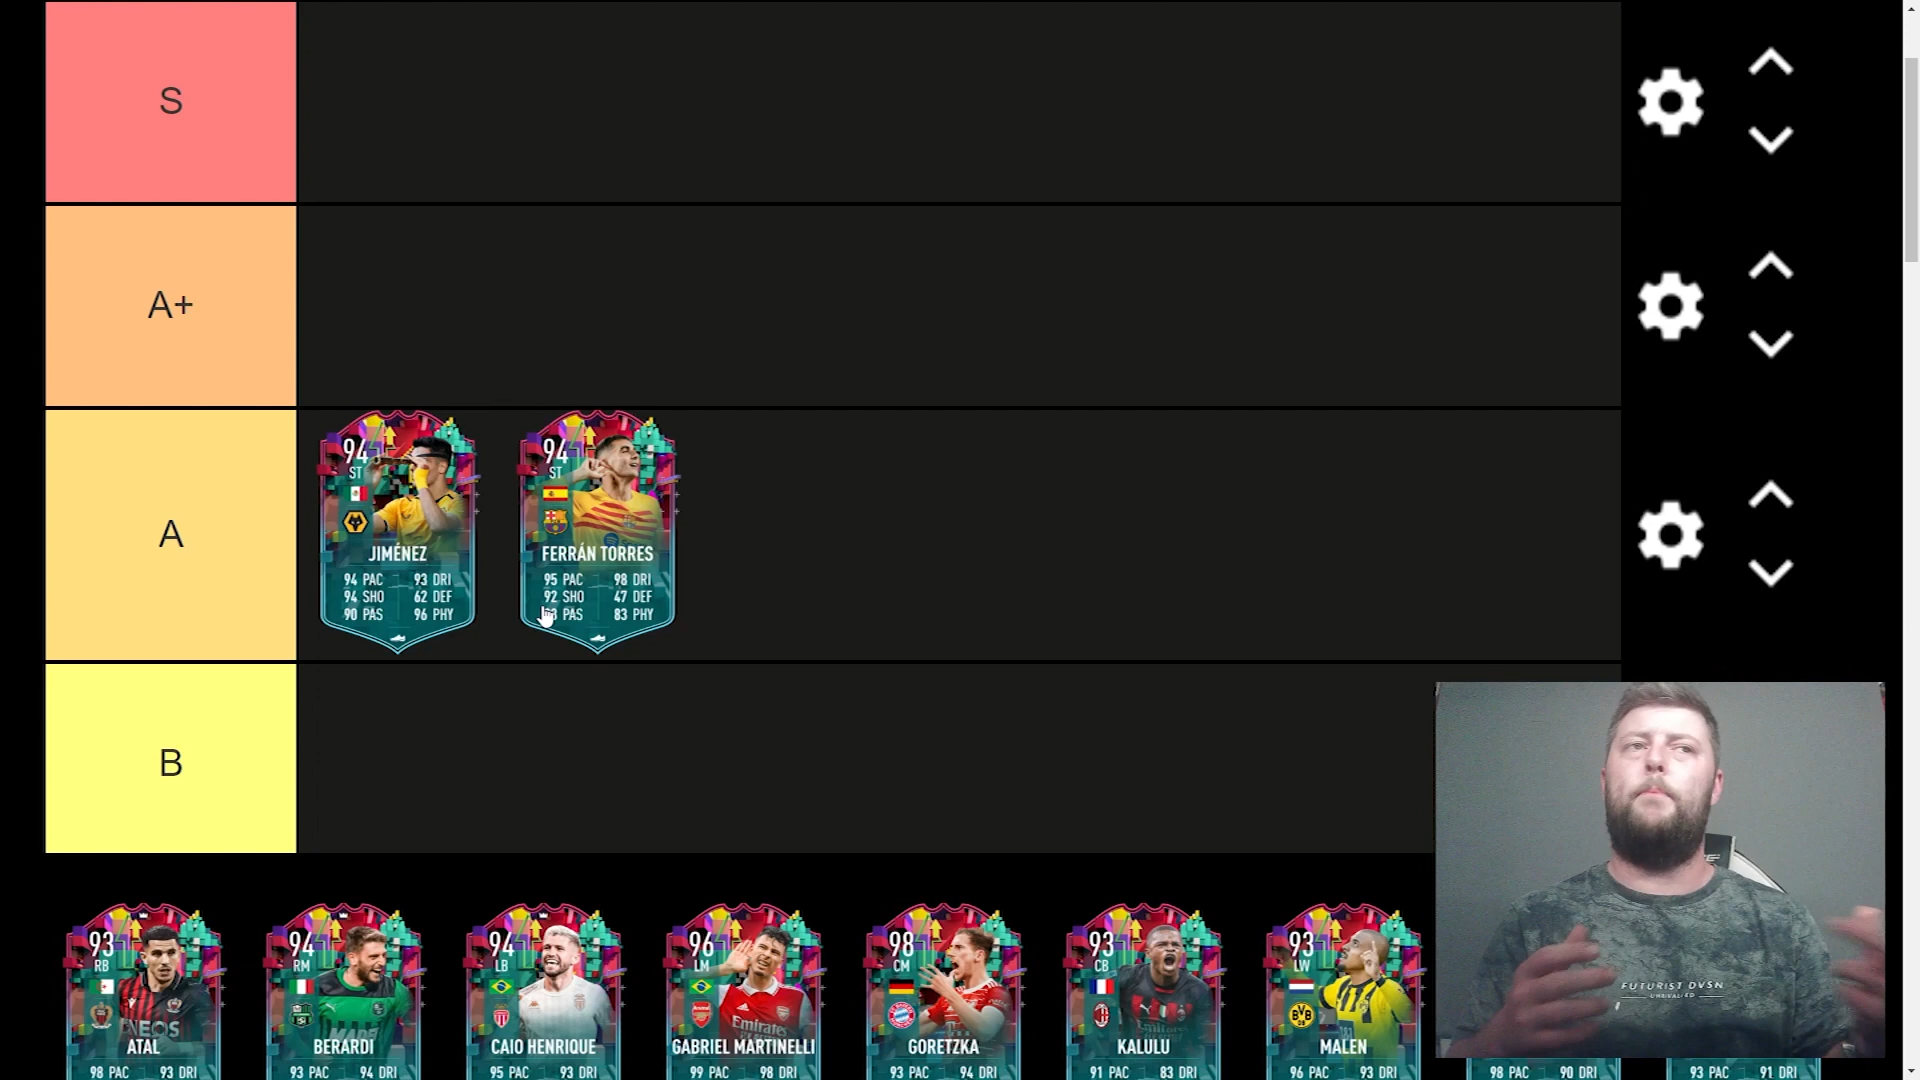 S
A+
A
94
ST
JIMÉNEZ
94 PAC 93 DRI
94 SHO 62 DEF
90 PAS 96 PHY
94
ST
FERRÁN TORRES
95 PAC 98 DRI
92 SHO 47 DEF
PAS 83 PHY
B
93
RB
ATAL
98 PAC 93 DRI
94
RM
BERARDI
93 PAC 94 DRI
94
LB
CAIO HENRIQUE
95 PAC 93 DRI
96
LM
Emirates
GABRIEL MARTINELLI
99 PAC 98 DRI
98
CM
GORETZKA
93 PAC 94 DRI
93
CB
KALULU
91 PAC 83 DRI
93
LW
BVB
09
MALEN
96 PAC 93 DRI
98 PAC 90 DRI
93 PAC 91 DRI
FUTURIST DVSN
UNRIVALED